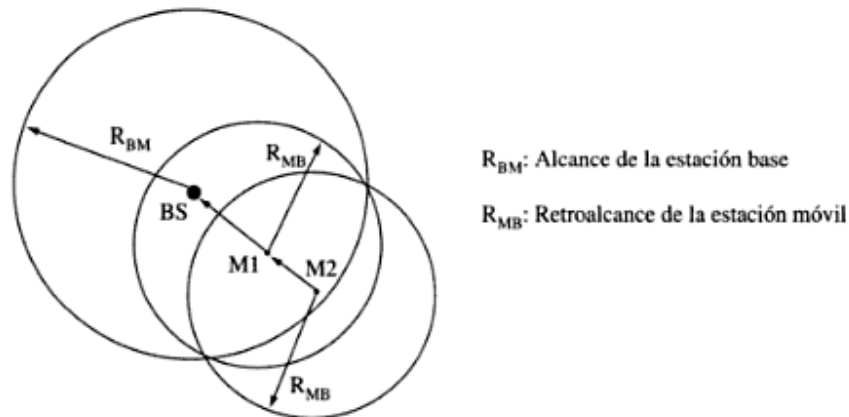 R_BM
R_MB
BS
M1
M2
R_MB
R_BM: Alcance de la estación base
R_MB: Retroalcance de la estación móvil